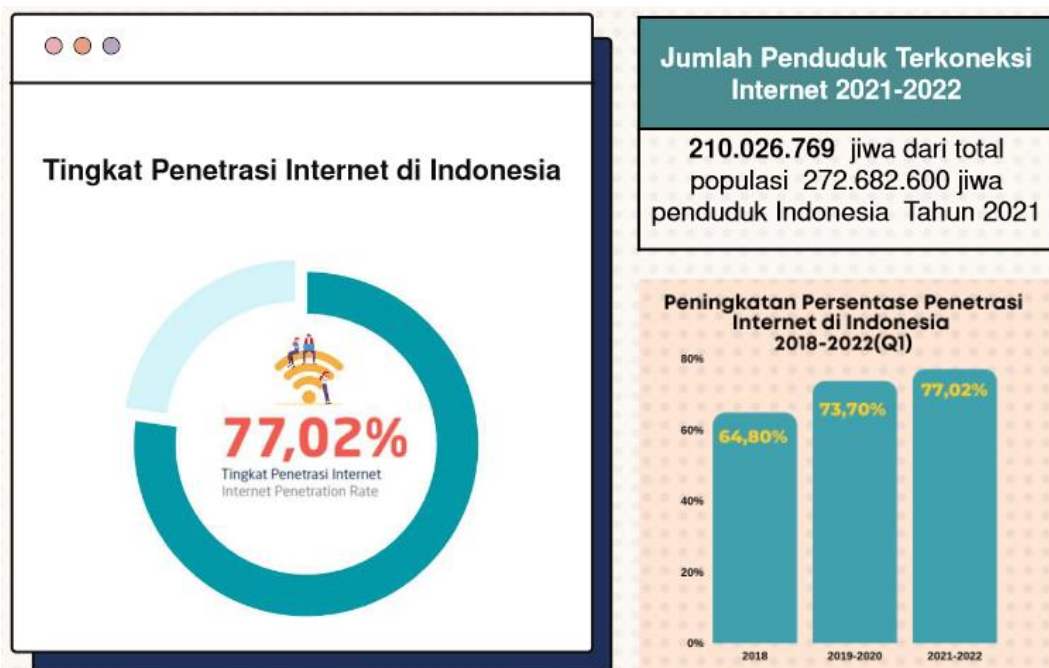 Tingkat Penetrasi Internet di Indonesia
77,02%
Tingkat Penetrasi Internet
Internet Penetration Rate
Jumlah Penduduk Terkoneksi
Internet 2021-2022
210.026.769 jiwa dari total
populasi 272.682.600 jiwa
penduduk Indonesia Tahun 2021
Peningkatan Persentase Penetrasi
Internet di Indonesia
2018-2022(Q1)
80%
60%
40%
20%
0%
64,80%
73,70%
77,02%
2018
2019-2020
2021-2022